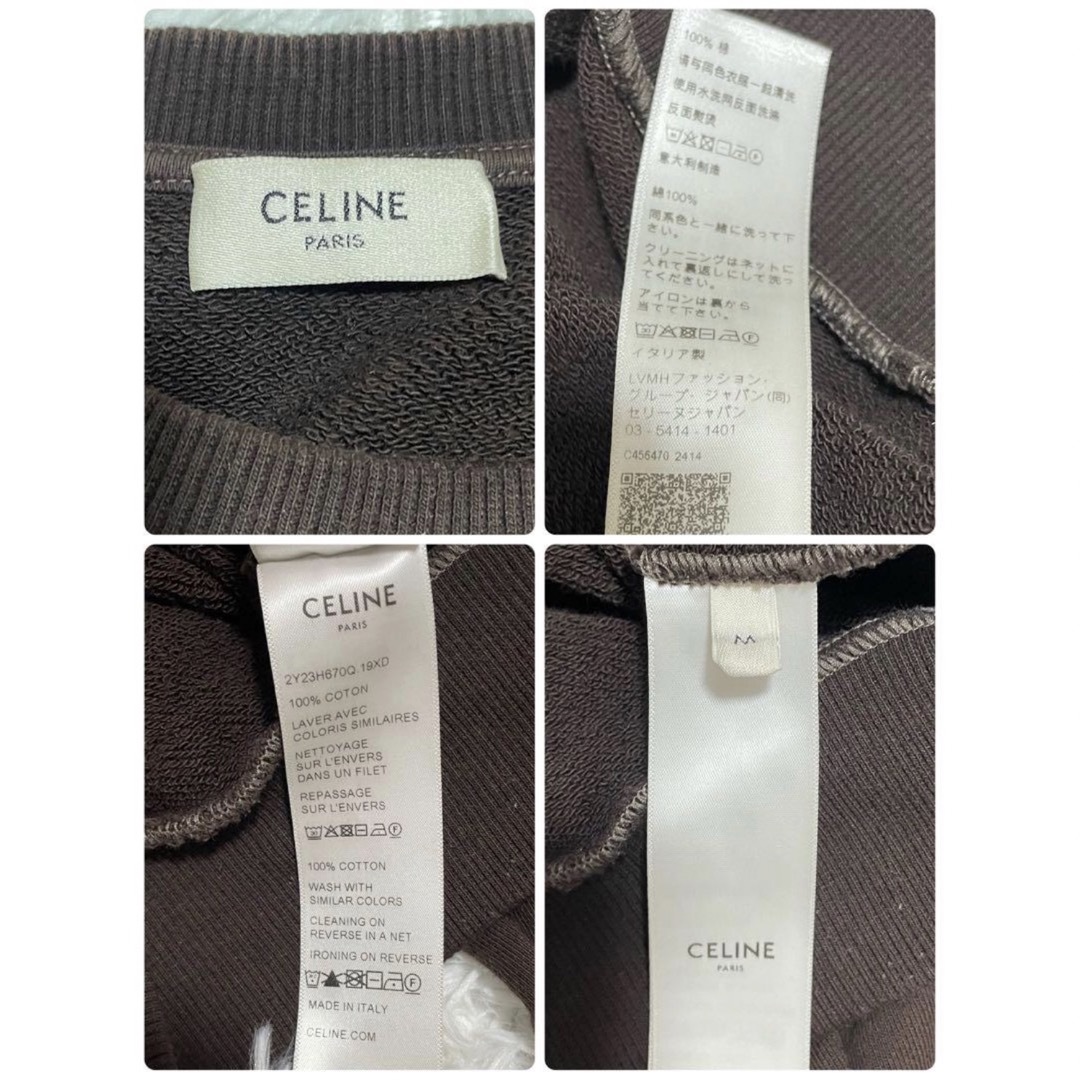 CELINE
PARIS
100% 棉
请与同色衣服一起清洗
使用水洗网反面洗涤
反面熨烫
意大利制造
綿100%
同系色と一緒に洗って下
さい。
クリーニングはネットに
入れて裏返しにして洗っ
てください。
アイロンは裏から
当てて下さい。
イタリア製
LVMHファッション・
グループ・ジャパン(同)
セリーヌジャパン
03-5414-1401
C456470 2414
CELINE
PARIS
2Y23H670Q.19XD
100% COTON
LAVER AVEC
COLORIS SIMILAIRES
NETTOYAGE
SUR L'ENVERS
DANS UN FILET
REPASSAGE
SUR L'ENVERS
100% COTTON
WASH WITH
SIMILAR COLORS
CLEANING ON
REVERSE IN A NET
IRONING ON REVERSE
MADE IN ITALY
CELINE.COM
M
CELINE
PARIS